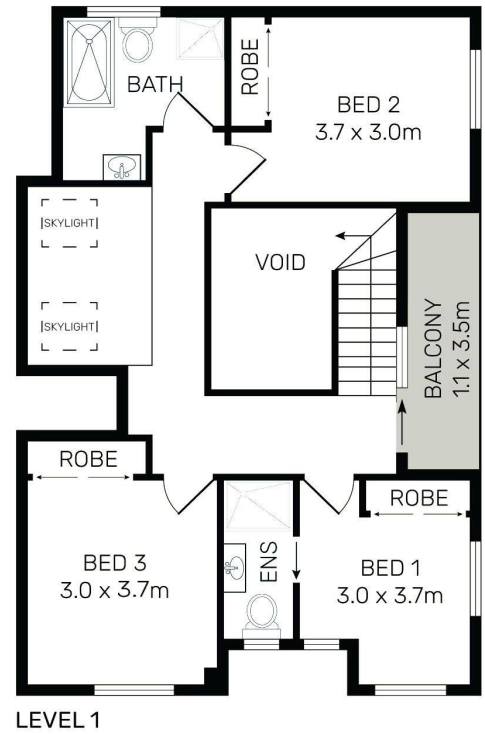 BATH
ROBE
BED 2
3.7 x 3.0m
SKYLIGHT
SKYLIGHT
VOID
BALCONY
1.1 x 3.5m
ROBE
BED 3
3.0 x 3.7m
ENS
ROBE
BED 1
3.0 x 3.7m
LEVEL 1